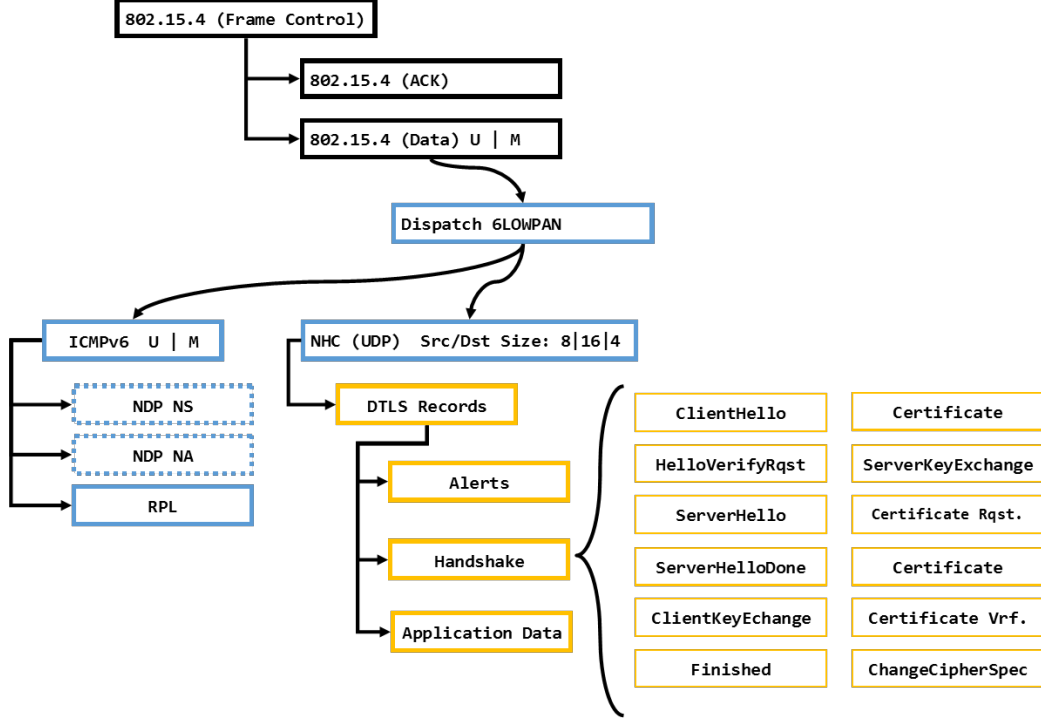 802.15.4 (Frame Control)
802.15.4 (ACK)
802.15.4 (Data) U | M
Dispatch 6LOWPAN
ICMPv6 U | M
NHC (UDP) Src/Dst Size: 8|16|4
NDP NS
NDP NA
RPL
DTLS Records
Alerts
Handshake
Application Data
ClientHello
Certificate
HelloVerifyRqst
ServerKeyExchange
ServerHello
Certificate Rqst.
ServerHelloDone
Certificate
ClientKeyEchange
Certificate Vrf.
Finished
ChangeCipherSpec